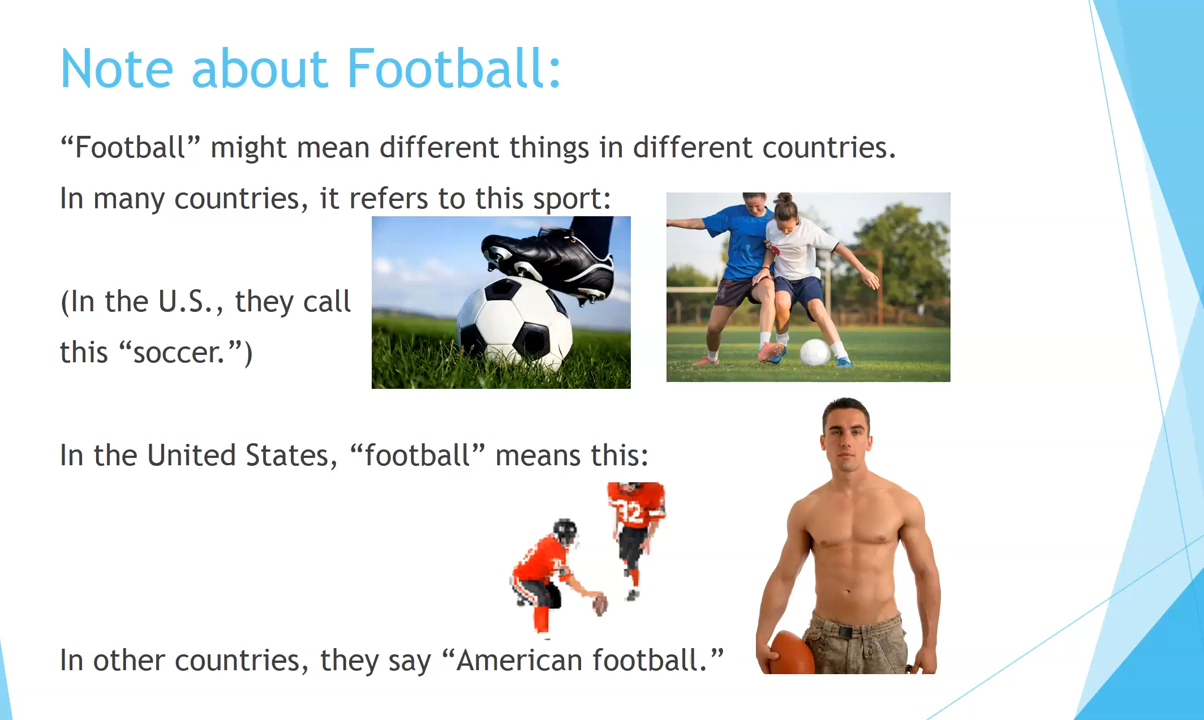 Note about Football:
“Football” might mean different things in different countries.
In many countries, it refers to this sport:
(In the U.S., they call
this “soccer.”)
In the United States, “football” means this:
12
In other countries, they say “American football.”